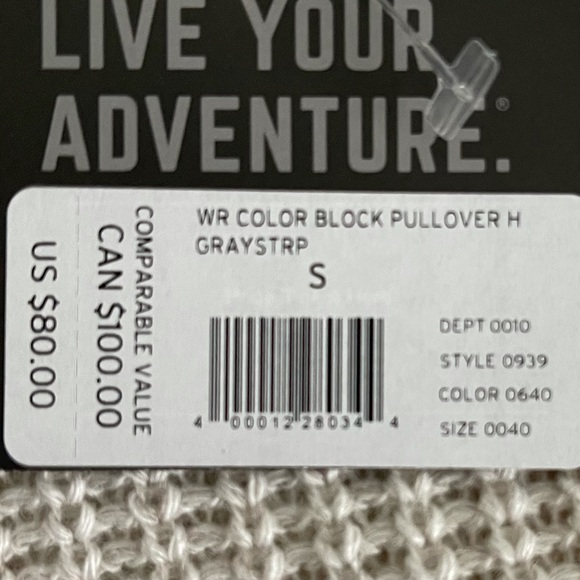 LIVE YOUR
ADVENTURE.®
WR COLOR BLOCK PULLOVER H
GRAYSTRP
S
COMPARABLE VALUE
CAN $100.00
US $80.00
DEPT 0010
STYLE 0939
COLOR 0640
SIZE 0040
4 00012 28034 4